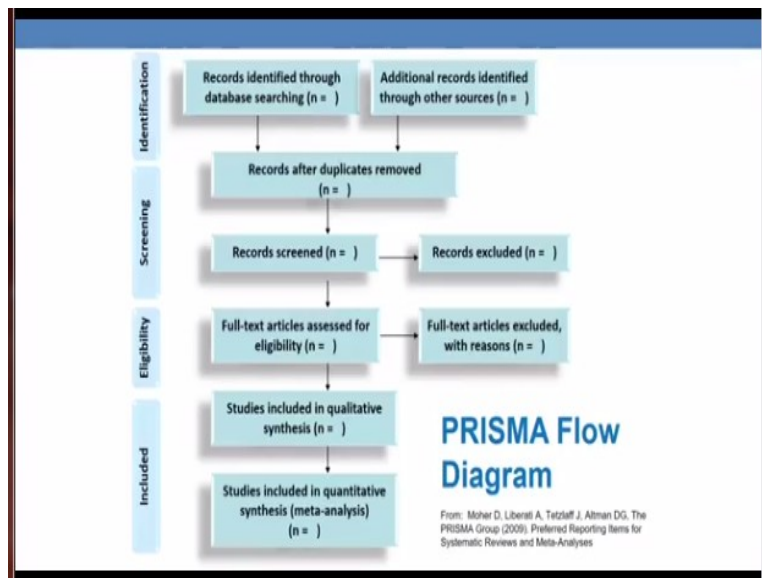 Identification
Records identified through
database searching (n =   )
Additional records identified
through other sources (n =   )
Screening
Records after duplicates removed
(n =   )
Records screened (n =   )
Records excluded (n =   )
Eligibility
Full-text articles assessed for
eligibility (n =   )
Full-text articles excluded,
with reasons (n =   )
Included
Studies included in qualitative
synthesis (n =   )
Studies included in quantitative
synthesis (meta-analysis)
(n =   )
PRISMA Flow
Diagram
From: Moher D, Liberati A, Tetzlaff J, Altman DG, The
PRISMA Group (2009). Preferred Reporting Items for
Systematic Reviews and Meta-Analyses